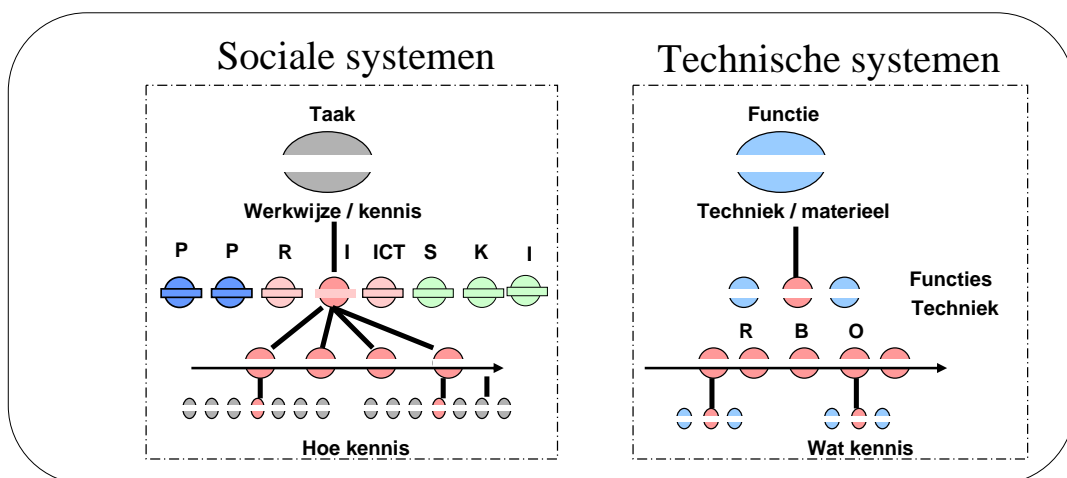 Sociale systemen
Taak
Werkwijze / kennis
P P R I ICT S K I
Hoe kennis
Technische systemen
Functie
Techniek / materieel
Functies
Techniek
R B O
Wat kennis